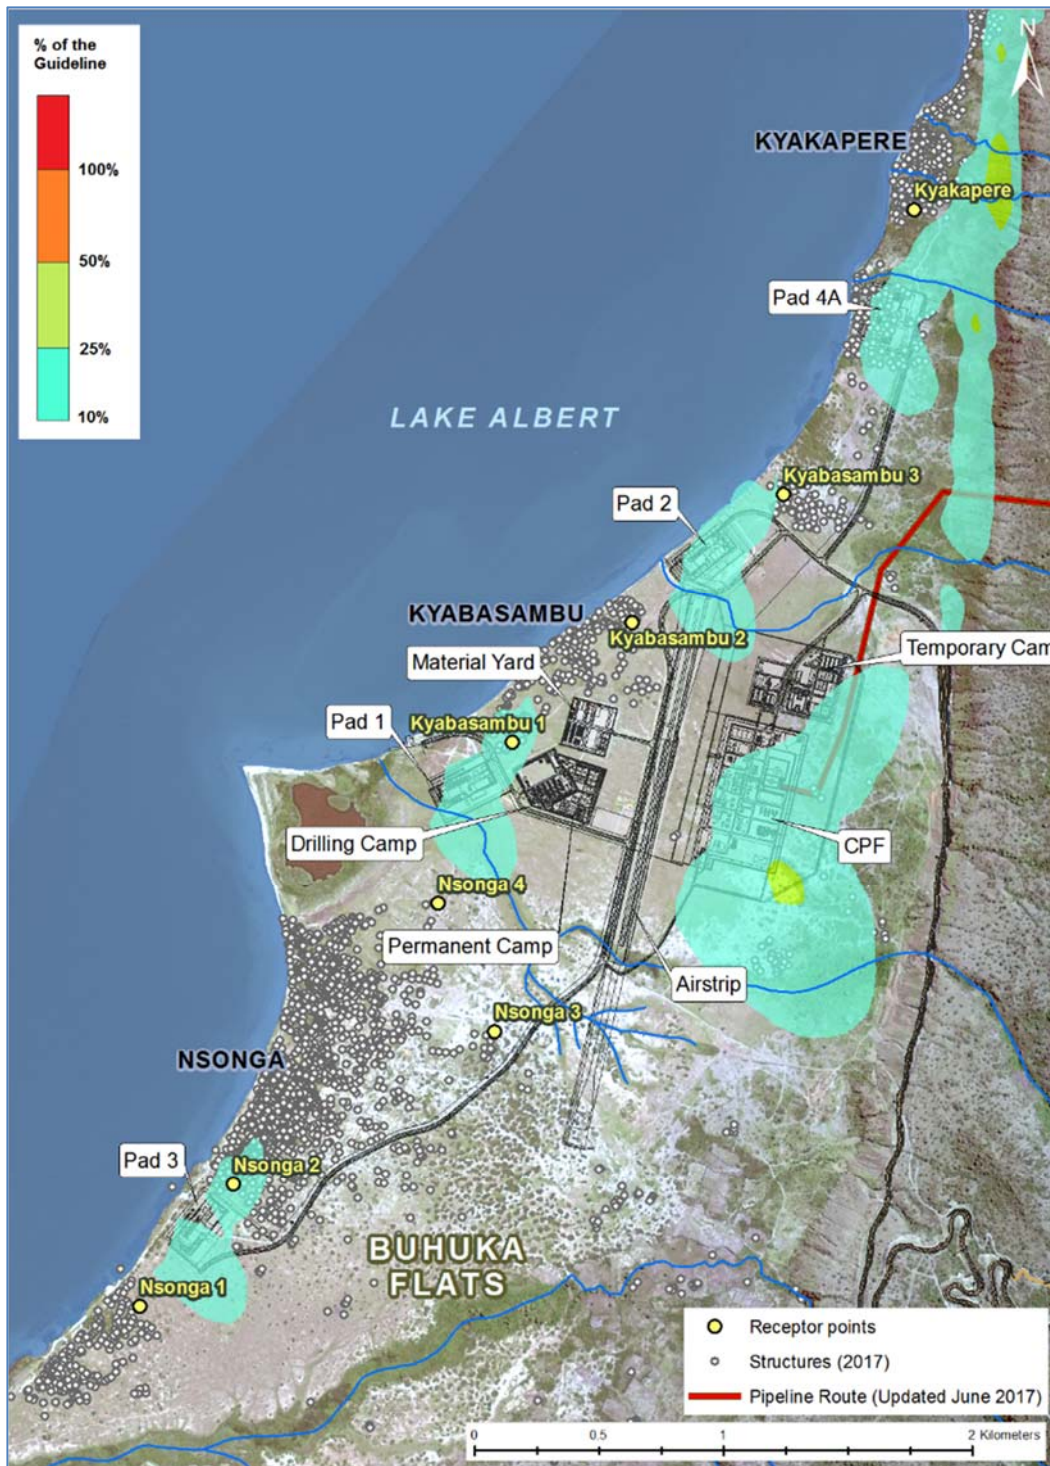 % of the
Guideline
100%
50%
25%
10%
N
KYAKAPERE
Kyakapere
Pad 4A
LAKE ALBERT
Kyabasambu 3
Pad 2
KYABASAMBU
Kyabasambu 2
Material Yard
Temporary Cam
Pad 1
Kyabasambu 1
Drilling Camp
CPF
Nsonga 4
Permanent Camp
Airstrip
Nsonga 3
NSONGA
Pad 3
Nsonga 2
BUHUKA
FLATS
Nsonga 1
Receptor points
Structures (2017)
Pipeline Route (Updated June 2017)
0 0.5 1 2 Kilometers